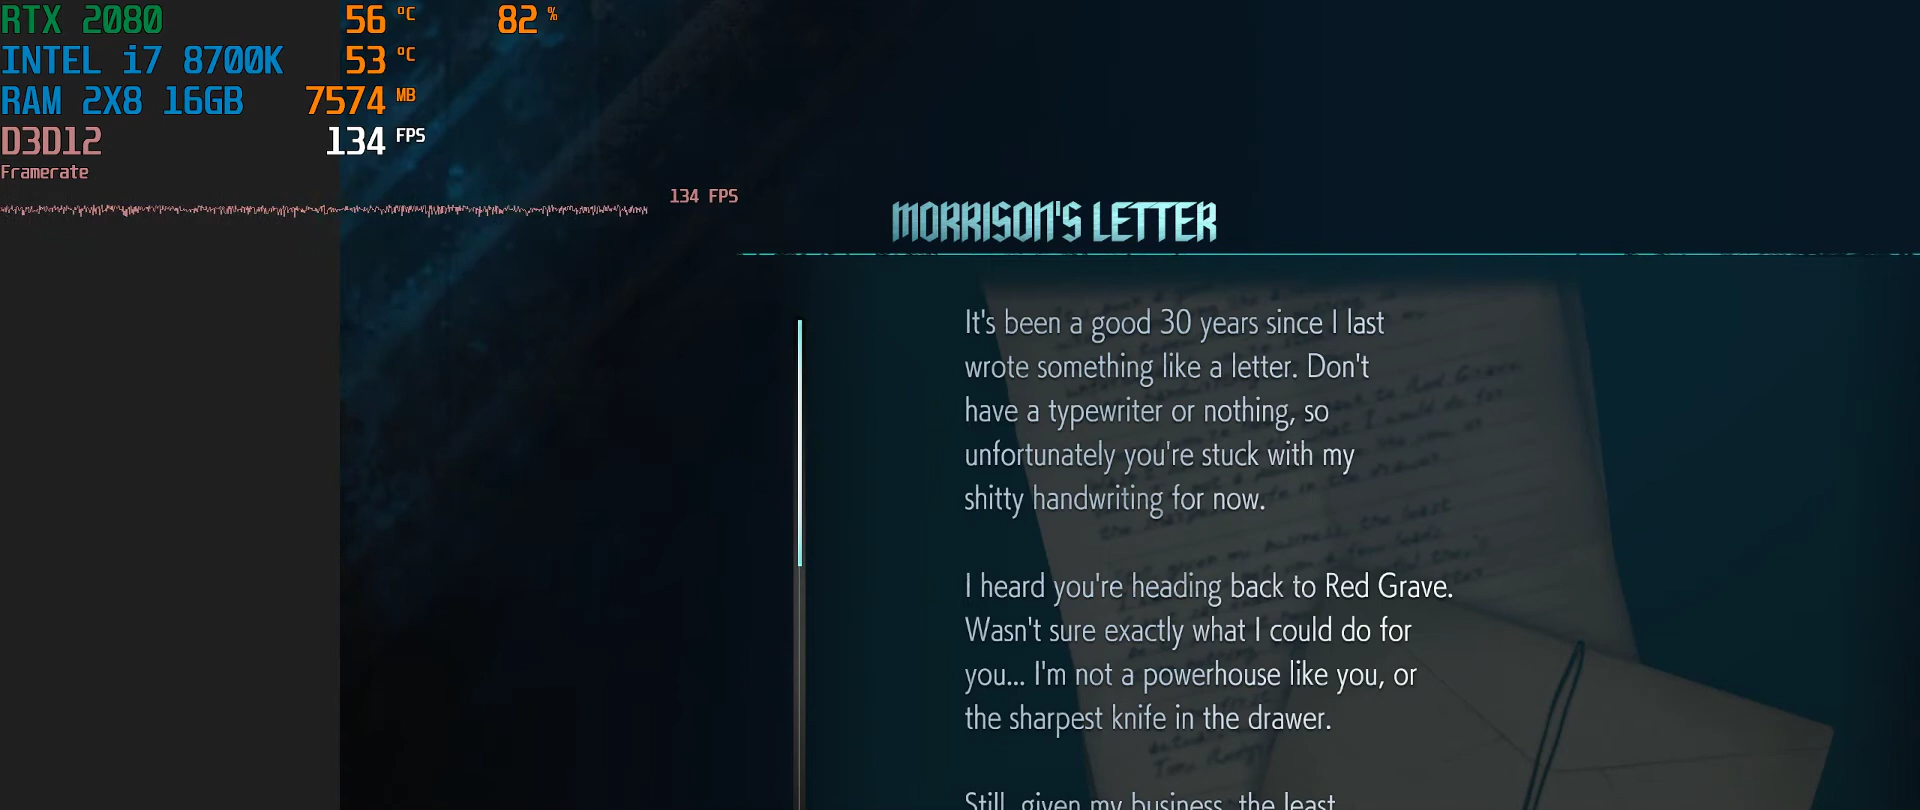 RTX 2080 56 °C 82 %
INTEL i7 8700K 53 °C
RAM 2X8 16GB 7574 MB
D3D12 134 FPS
Framerate
134 FPS
MORRISON'S LETTER
It's been a good 30 years since I last
wrote something like a letter. Don't
have a typewriter or nothing, so
unfortunately you're stuck with my
shitty handwriting for now.
I heard you're heading back to Red Grave.
Wasn't sure exactly what I could do for
you... I'm not a powerhouse like you, or
the sharpest knife in the drawer.
Still, given my business, the least